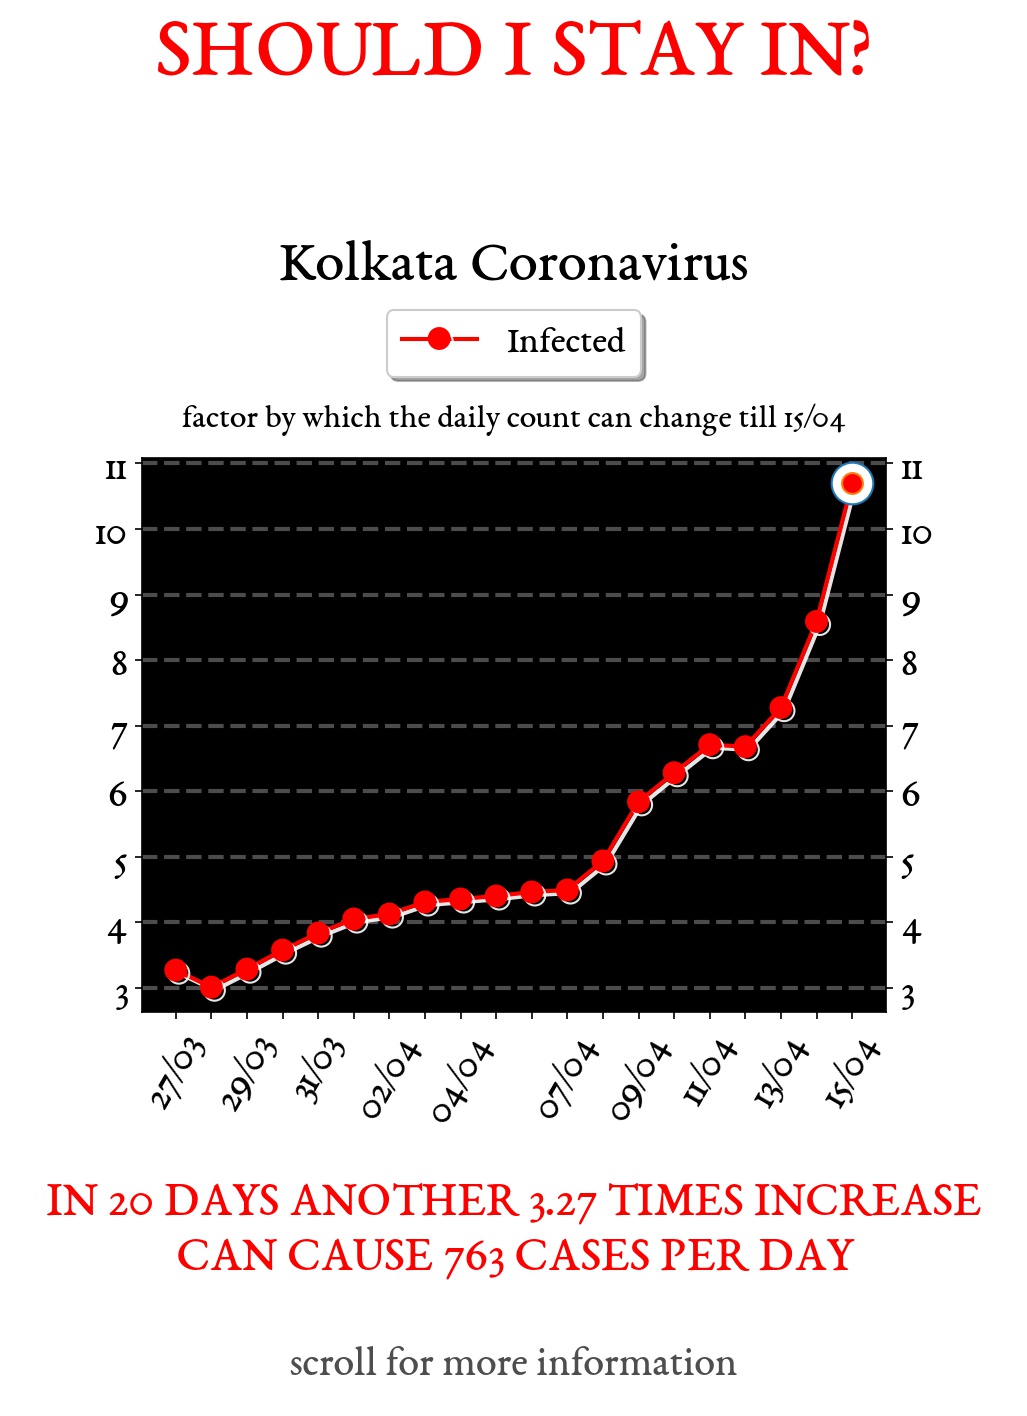 SHOULD I STAY IN?
Kolkata Coronavirus
Infected
factor by which the daily count can change till 15/04
11 11
10 10
9 9
8 8
7 7
6 6
5 5
4 4
3 3
27/03 29/03 31/03 02/04 04/04 07/04 09/04 11/04 13/04 15/04
IN 20 DAYS ANOTHER 3.27 TIMES INCREASE
CAN CAUSE 763 CASES PER DAY
scroll for more information